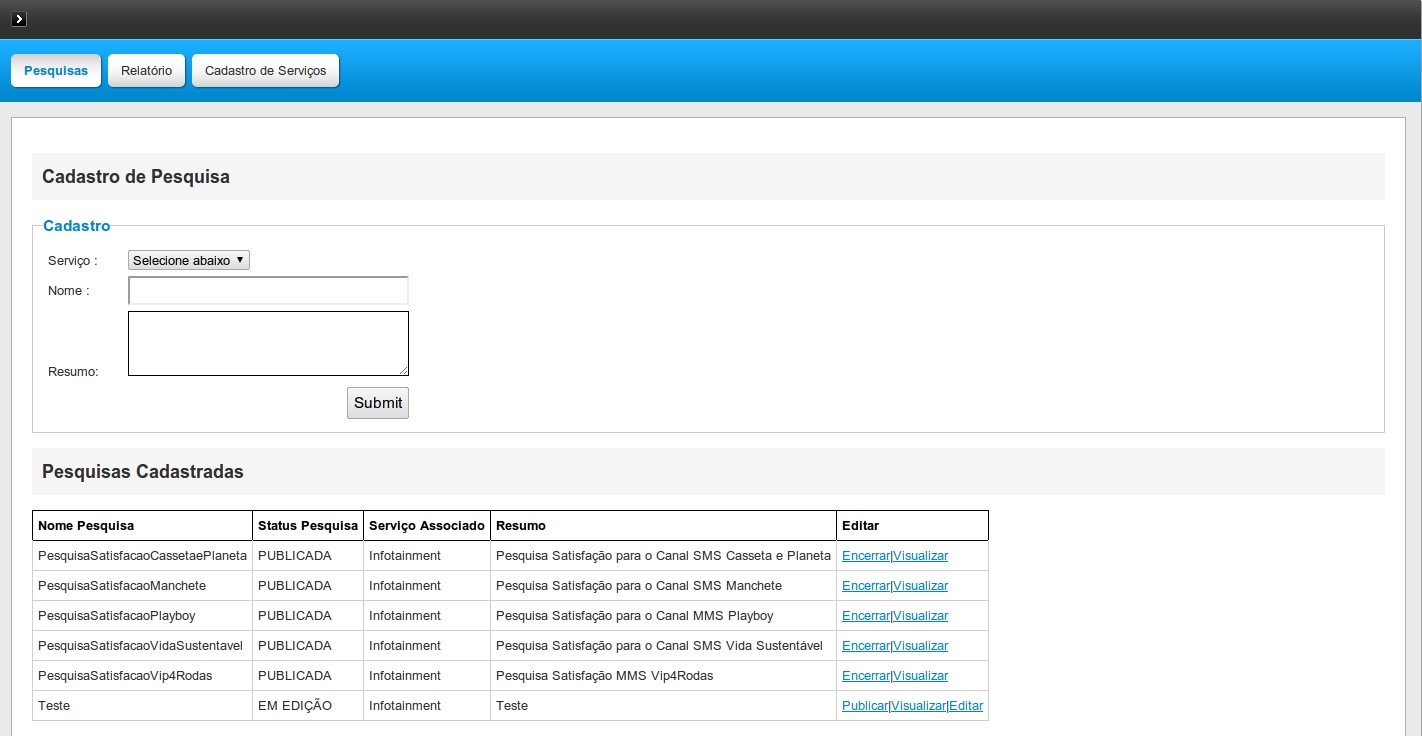 Pesquisas Relatório Cadastro de Serviços
Cadastro de Pesquisa
Cadastro
Serviço : Selecione abaixo
Nome :
Resumo:
Submit
Pesquisas Cadastradas
Nome Pesquisa Status Pesquisa Serviço Associado Resumo Editar
PesquisaSatisfacaoCassetaePlaneta PUBLICADA Infotainment Pesquisa Satisfação para o Canal SMS Casseta e Planeta Encerrar|Visualizar
PesquisaSatisfacaoManchete PUBLICADA Infotainment Pesquisa Satisfação para o Canal SMS Manchete Encerrar|Visualizar
PesquisaSatisfacaoPlayboy PUBLICADA Infotainment Pesquisa Satisfação para o Canal MMS Playboy Encerrar|Visualizar
PesquisaSatisfacaoVidaSustentavel PUBLICADA Infotainment Pesquisa Satisfação para o Canal SMS Vida Sustentável Encerrar|Visualizar
PesquisaSatisfacaoVip4Rodas PUBLICADA Infotainment Pesquisa Satisfação MMS Vip4Rodas Encerrar|Visualizar
Teste EM EDIÇÃO Infotainment Teste Publicar|Visualizar|Editar